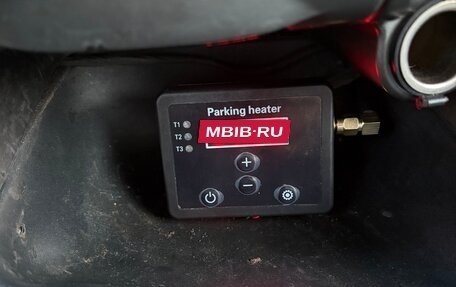 Parking heater
MBIB·RU
T1
T2
T3